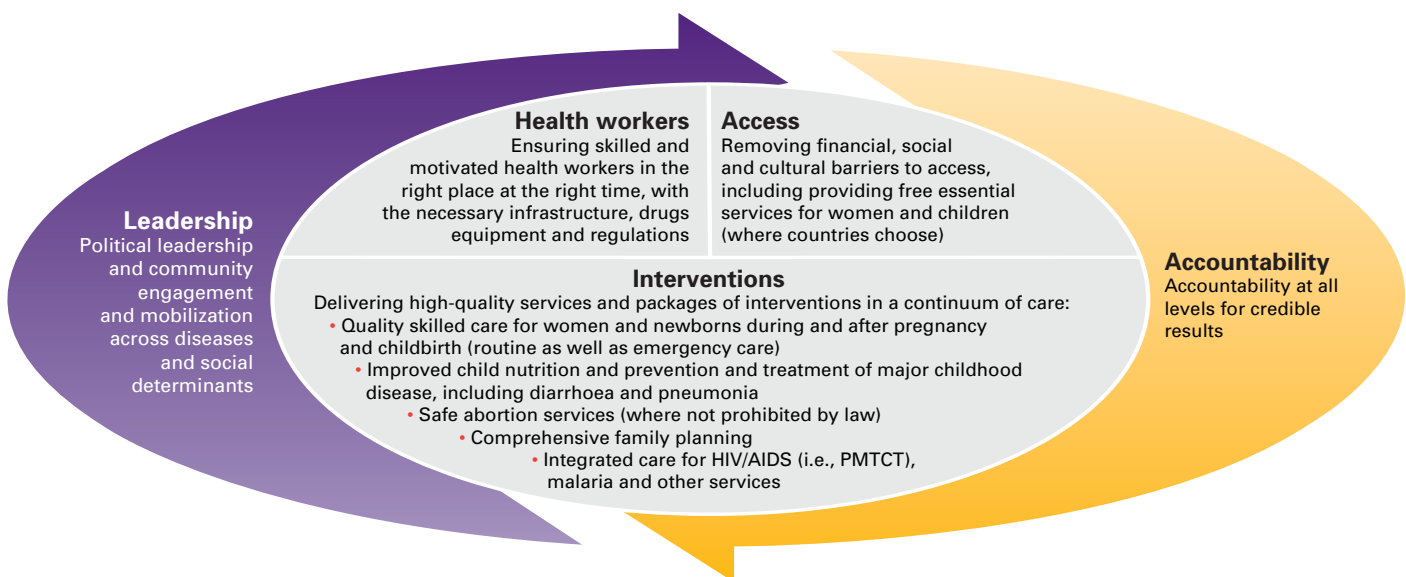 Leadership
Political leadership
and community
engagement
and mobilization
across diseases
and social
determinants
Health workers
Ensuring skilled and
motivated health workers in the
right place at the right time, with
the necessary infrastructure, drugs
equipment and regulations
Access
Removing financial, social
and cultural barriers to access,
including providing free essential
services for women and children
(where countries choose)
Interventions
Delivering high-quality services and packages of interventions in a continuum of care:
• Quality skilled care for women and newborns during and after pregnancy
and childbirth (routine as well as emergency care)
• Improved child nutrition and prevention and treatment of major childhood
disease, including diarrhoea and pneumonia
• Safe abortion services (where not prohibited by law)
• Comprehensive family planning
• Integrated care for HIV/AIDS (i.e., PMTCT),
malaria and other services
Accountability
Accountability at all
levels for credible
results